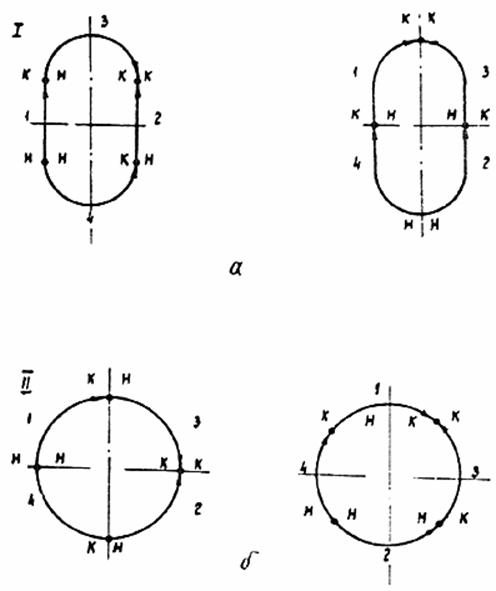 I
3
К К
К Н К К
1 3
1 2
К Н Н К
Н Н К Н
4 2
4
Н Н
а
II
К Н
1
1 3
К Н К К
Н Н К К
4 3
4 2
Н Н Н К
К Н
2
б